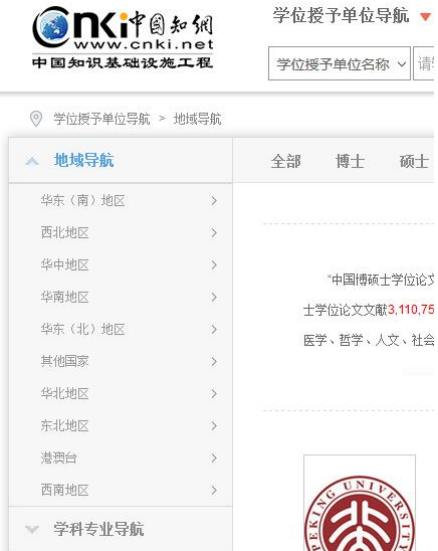 cnki中国知网
www.cnki.net
中国知识基础设施工程
学位授予单位导航
学位授予单位名称
学位授予单位导航 > 地域导航
地域导航
全部 博士 硕士
华东（南）地区
西北地区
华中地区
华南地区
华东（北）地区
其他国家
华北地区
东北地区
港澳台
西南地区
学科专业导航
“中国博硕士学位论文
士学位论文文献3,110,75
医学、哲学、人文、社会
PEKING UNIVERSITY